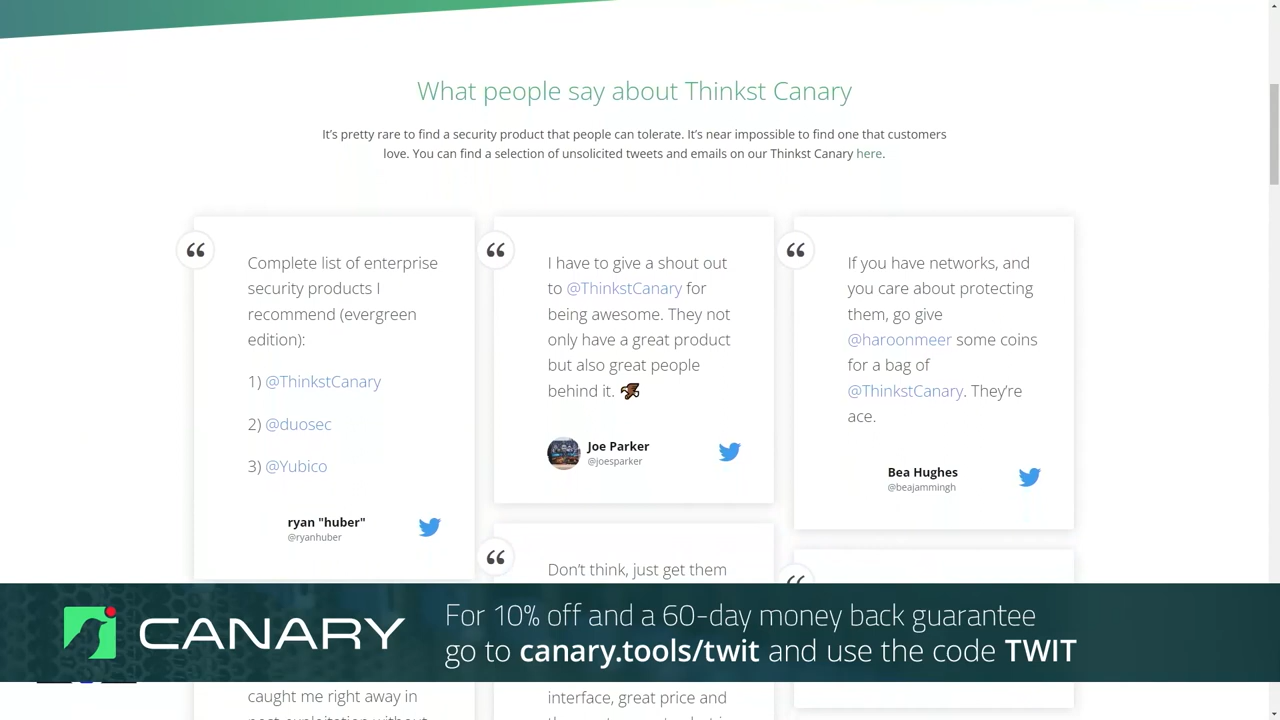 What people say about Thinkst Canary
It’s pretty rare to find a security product that people can tolerate. It’s near impossible to find one that customers
love. You can find a selection of unsolicited tweets and emails on our Thinkst Canary here.
Complete list of enterprise
security products I
recommend (evergreen
edition):
1) @ThinkstCanary
2) @duosec
3) @Yubico
ryan "huber"
@ryanhuber
I have to give a shout out
to @ThinkstCanary for
being awesome. They not
only have a great product
but also great people
behind it.
Joe Parker
@joesparker
If you have networks, and
you care about protecting
them, go give
@haroonmeer some coins
for a bag of
@ThinkstCanary. They’re
ace.
Bea Hughes
@beajammingh
Don’t think, just get them
CANARY
For 10% off and a 60-day money back guarantee
go to canary.tools/twit and use the code TWIT
caught me right away in
interface, great price and